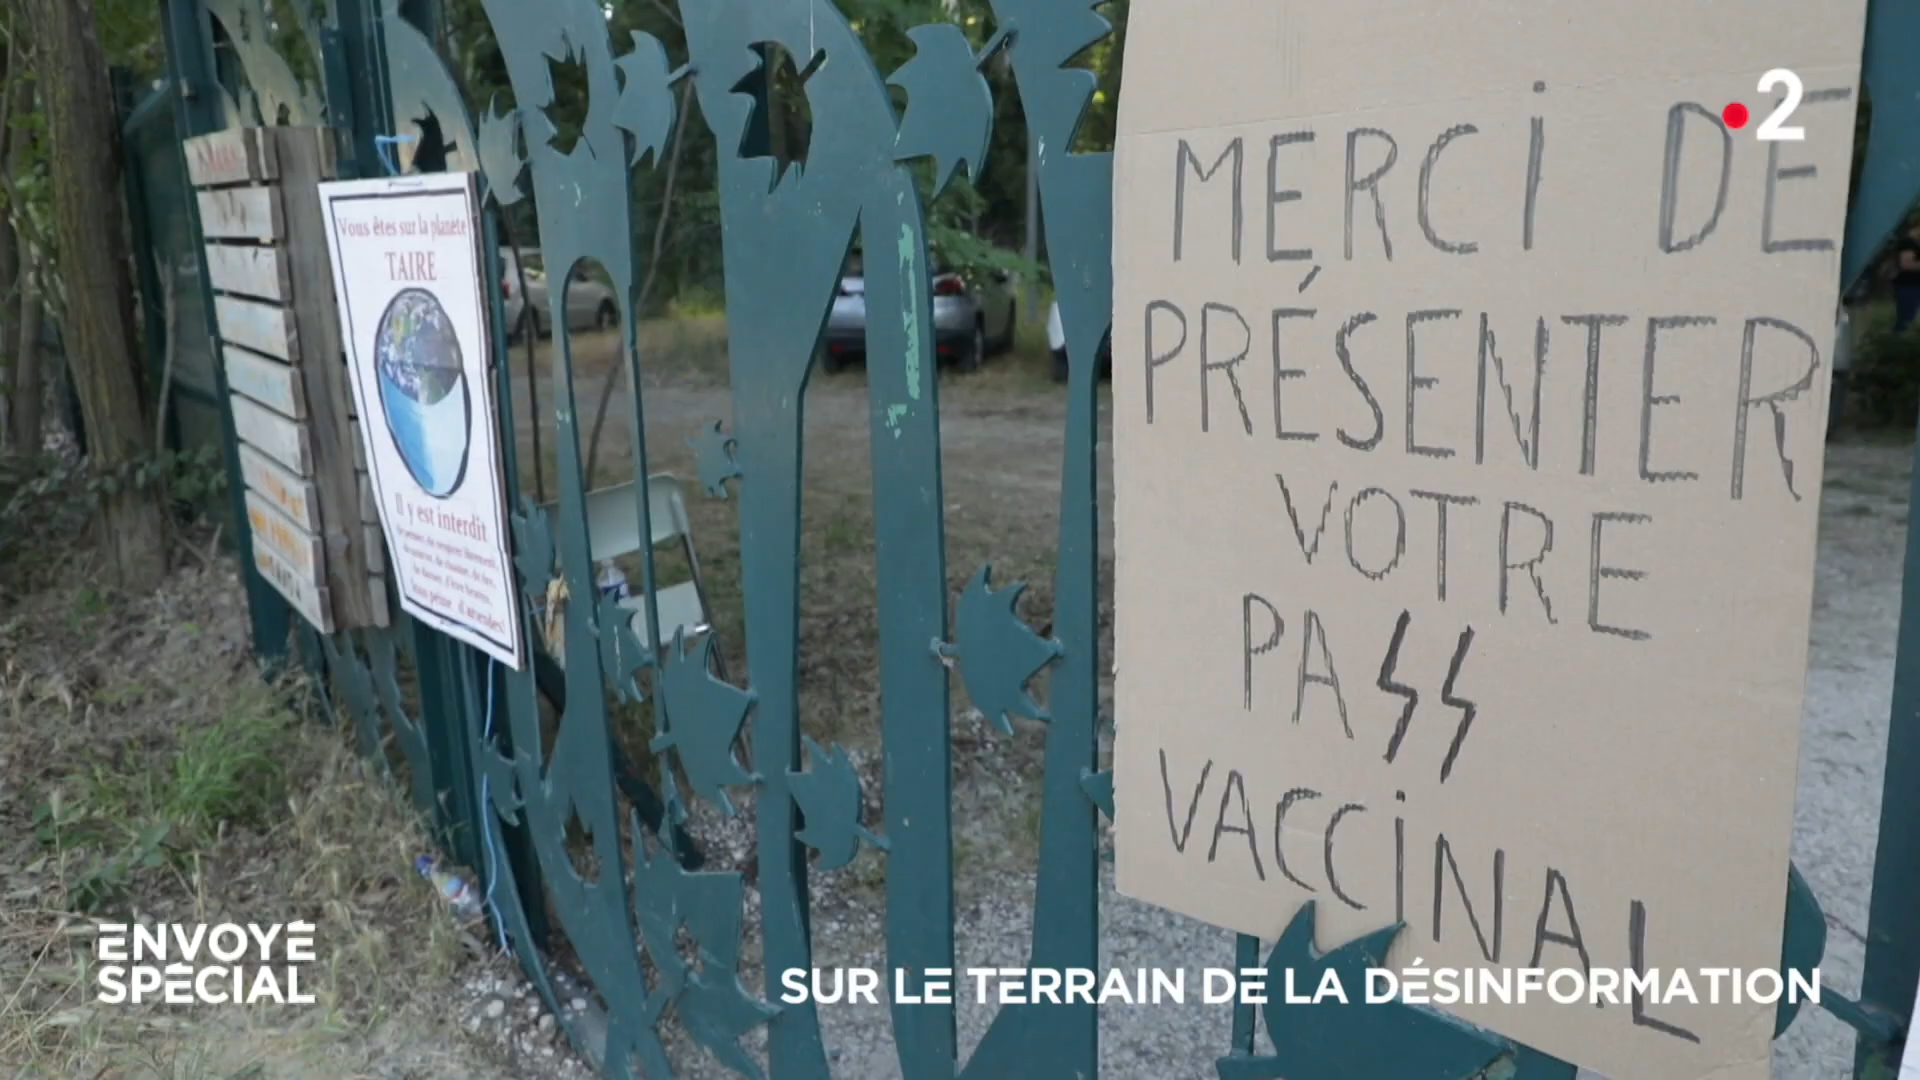 Vous êtes sur la planète
TAIRE
Il y est interdit
MERCI DE
PRÉSENTER
VOTRE
PASS
VACCINAL
2
ENVOYÉ
SPÉCIAL
SUR LE TERRAIN DE LA DÉSINFORMATION